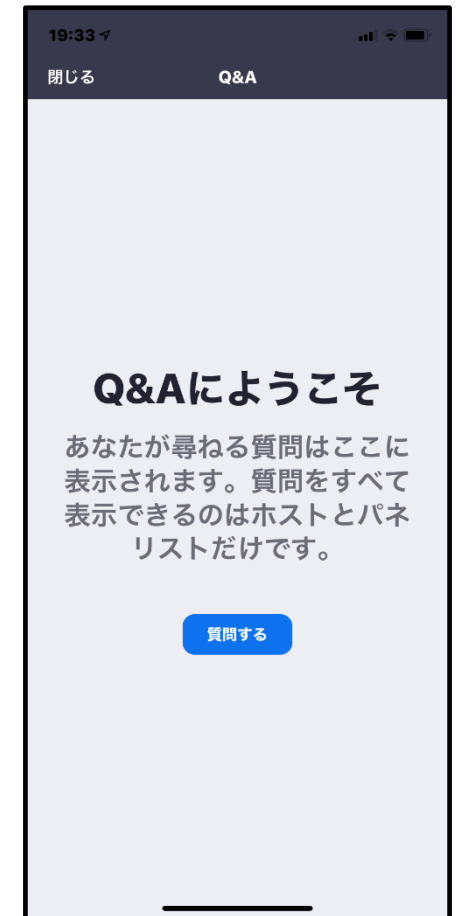 19:33
閉じる Q&A
Q&Aにようこそ
あなたが尋ねる質問はここに
表示されます。質問をすべて
表示できるのはホストとパネ
リストだけです。
質問する